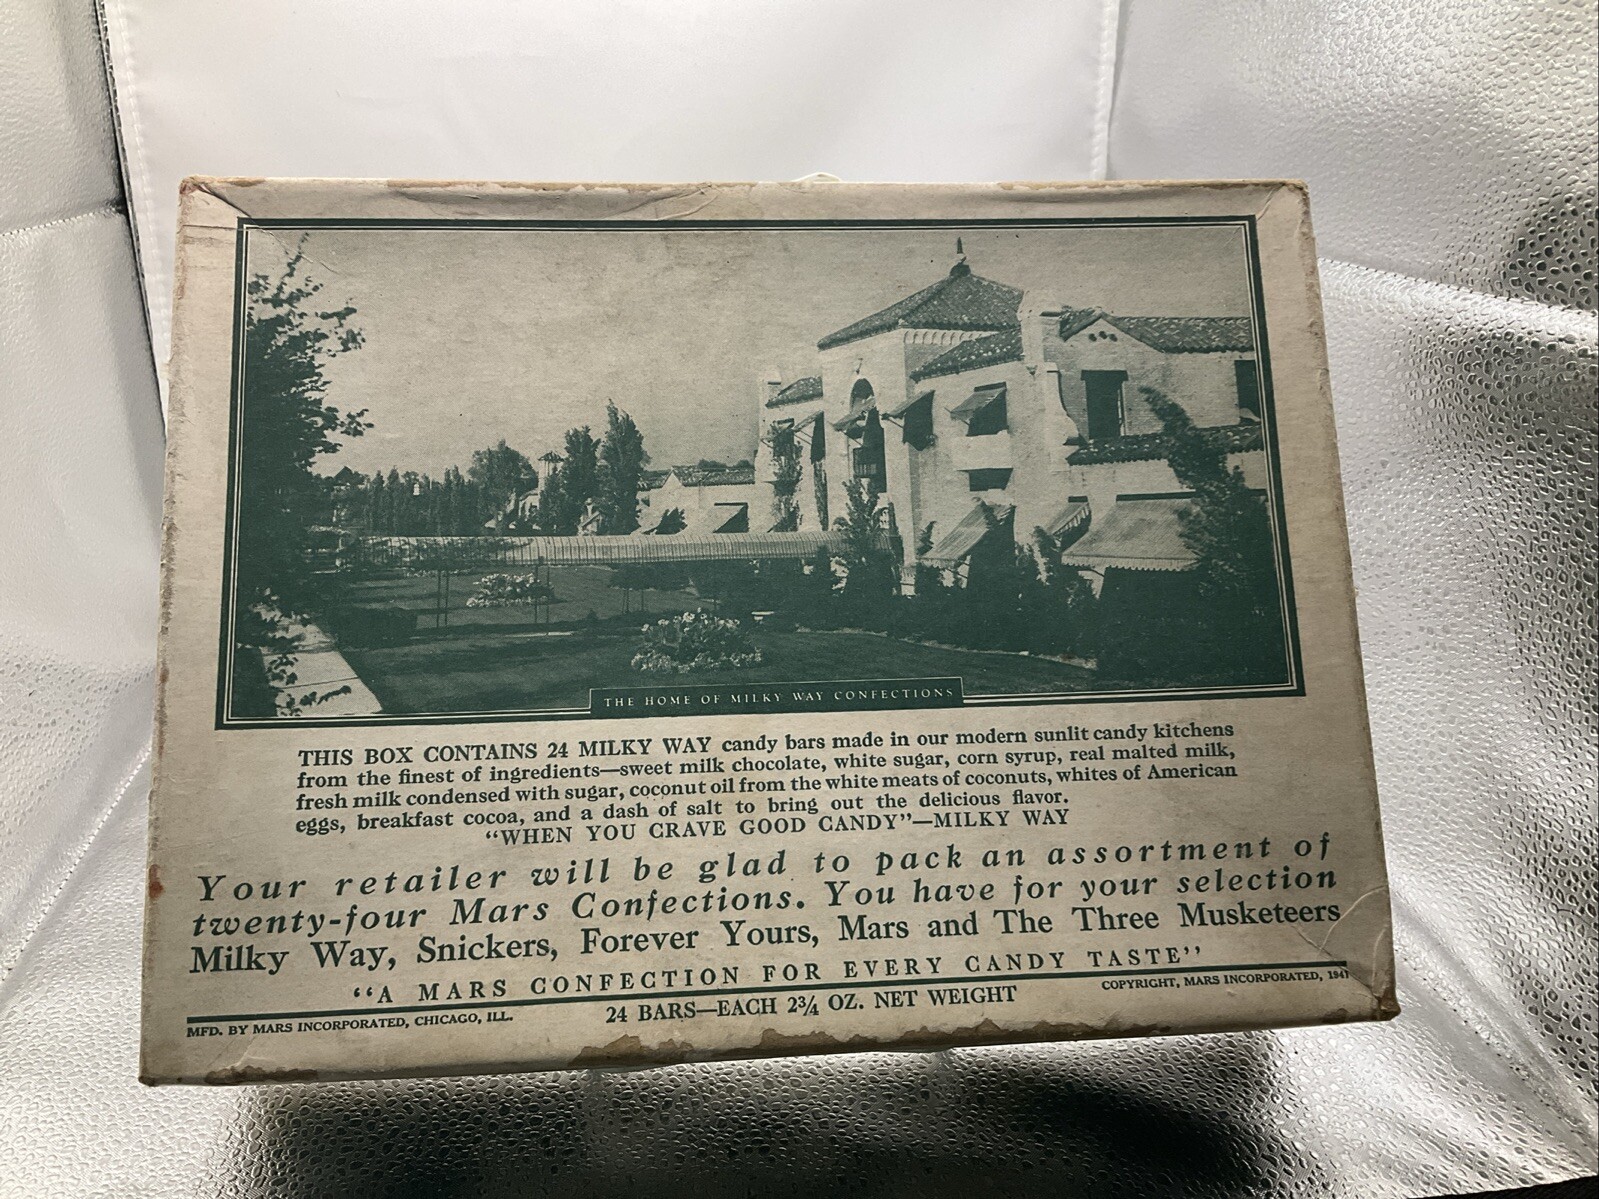 THE HOME OF MILKY WAY CONFECTIONS
THIS BOX CONTAINS 24 MILKY WAY candy bars made in our modern sunlit candy kitchens
from the finest of ingredients—sweet milk chocolate, white sugar, corn syrup, real malted milk,
fresh milk condensed with sugar, coconut oil from the white meats of coconuts, whites of American
eggs, breakfast cocoa, and a dash of salt to bring out the delicious flavor.
"WHEN YOU CRAVE GOOD CANDY"—MILKY WAY
Your retailer will be glad to pack an assortment of
twenty-four Mars Confections. You have for your selection
Milky Way, Snickers, Forever Yours, Mars and The Three Musketeers
"A MARS CONFECTION FOR EVERY CANDY TASTE"
MFD. BY MARS INCORPORATED, CHICAGO, ILL.
24 BARS—EACH 2¾ OZ. NET WEIGHT
COPYRIGHT, MARS INCORPORATED, 1941